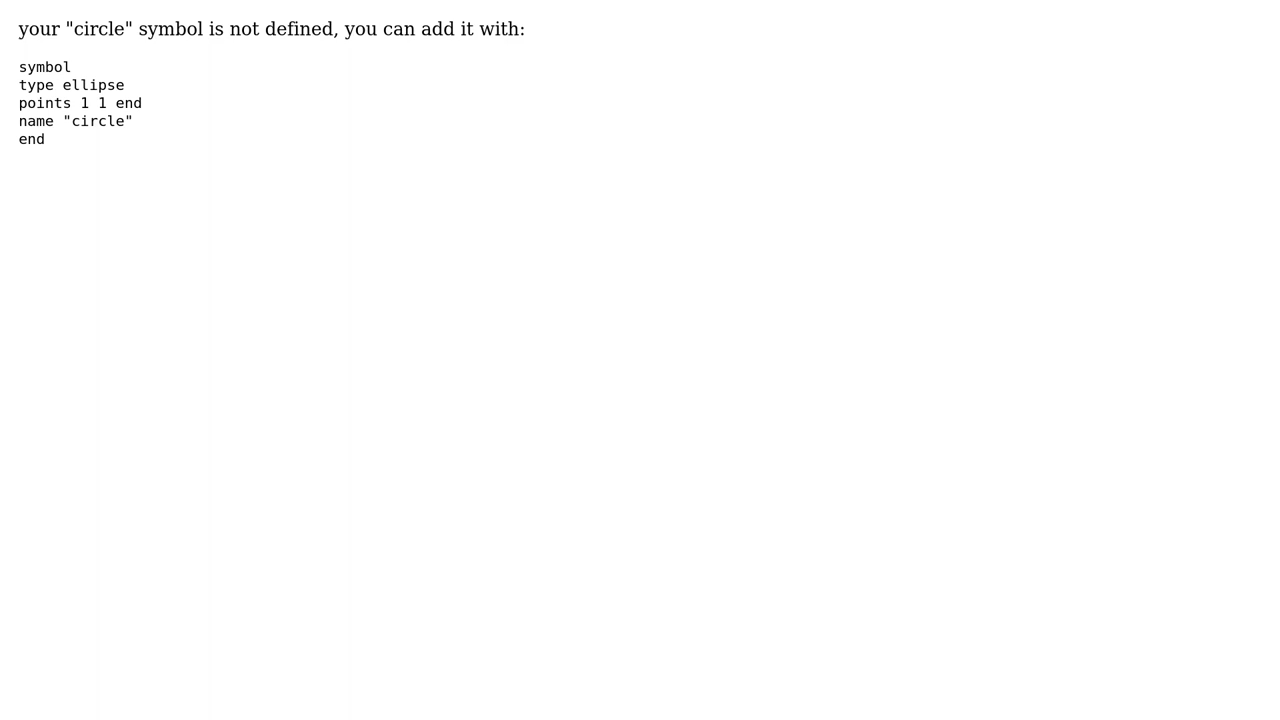 your "circle" symbol is not defined, you can add it with:
symbol
type ellipse
points 1 1 end
name "circle"
end